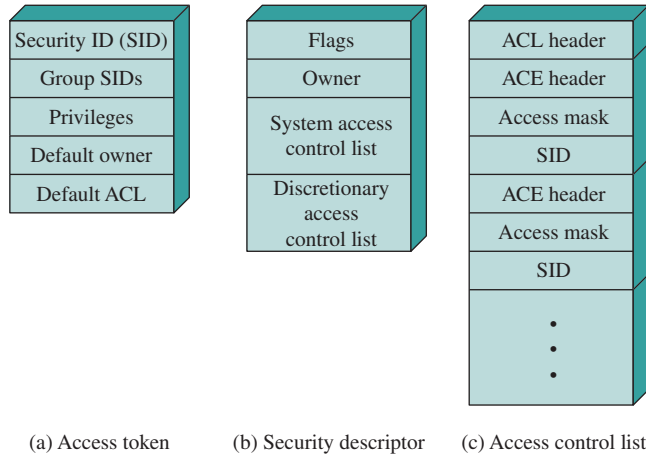 Security ID (SID)
Group SIDs
Privileges
Default owner
Default ACL
(a) Access token
Flags
Owner
System access
control list
Discretionary
access
control list
(b) Security descriptor
ACL header
ACE header
Access mask
SID
ACE header
Access mask
SID
•
•
•
(c) Access control list